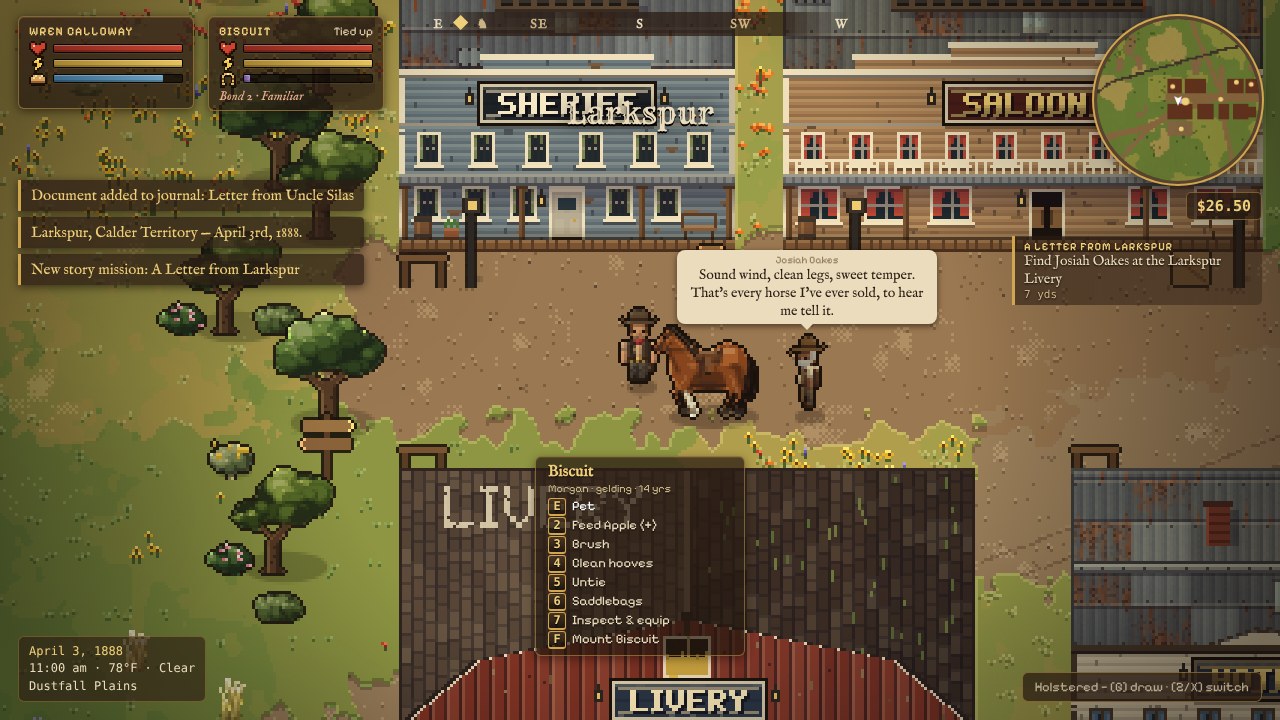 E
SE
S
SW
W
WREN CALLOWAY
BISCUIT
Tied up
Bond 2 · Familiar
SHERIFF
Larkspur
SALOON
$26.50
Document added to journal: Letter from Uncle Silas
Larkspur, Calder Territory — April 3rd, 1888.
New story mission: A Letter from Larkspur
A LETTER FROM LARKSPUR
Find Josiah Oakes at the Larkspur
Livery
7 yds
Josiah Oakes
Sound wind, clean legs, sweet temper.
That's every horse I've ever sold, to hear
me tell it.
LIV
Biscuit
Morgan · gelding · 14 yrs
E Pet
2 Feed Apple (+)
3 Brush
4 Clean hooves
5 Untie
6 Saddlebags
7 Inspect & equip
F Mount Biscuit
LIVERY
April 3, 1888
11:00 am · 78°F · Clear
Dustfall Plains
Holstered - (G) draw · (Z/X) switch